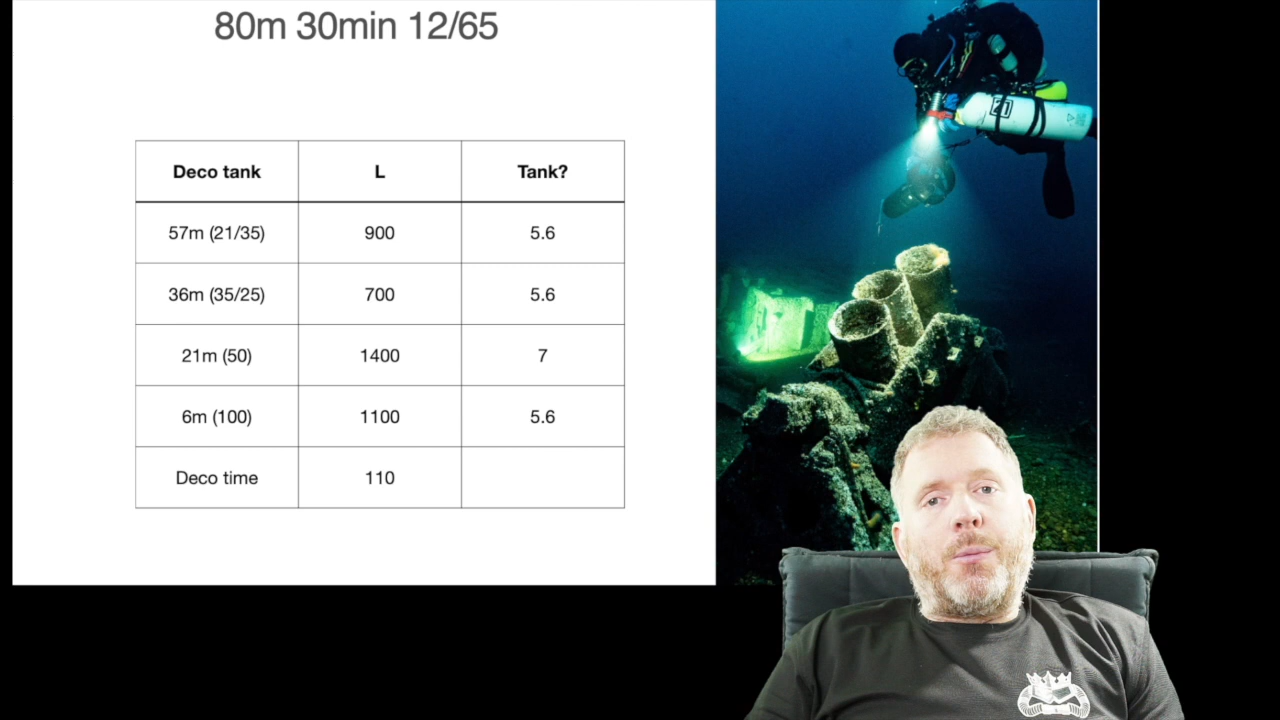 80m 30min 12/65
Deco tank L Tank?
57m (21/35) 900 5.6
36m (35/25) 700 5.6
21m (50) 1400 7
6m (100) 1100 5.6
Deco time 110